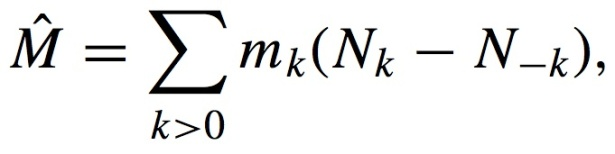 M̂ = ∑_{k>0} m_k(N_k − N_{−k}),